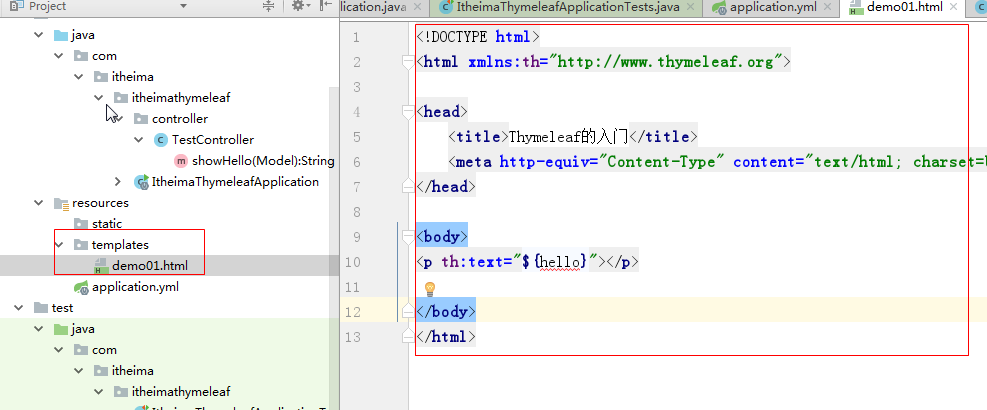 Project
lication.java
ItheimaThymeleafApplicationTests.java
application.yml
demo01.html
java
com
itheima
itheimathymeleaf
controller
TestController
showHello(Model):String
ItheimaThymeleafApplication
resources
static
templates
demo01.html
application.yml
test
java
com
itheima
itheimathymeleaf
1 <!DOCTYPE html>
2 <html xmlns:th="http://www.thymeleaf.org">
3
4 <head>
5 <title>Thymeleaf的入门</title>
6 <meta http-equiv="Content-Type" content="text/html; charset=
7 </head>
8
9 <body>
10 <p th:text="${hello}"></p>
11
12 </body>
13 </html>